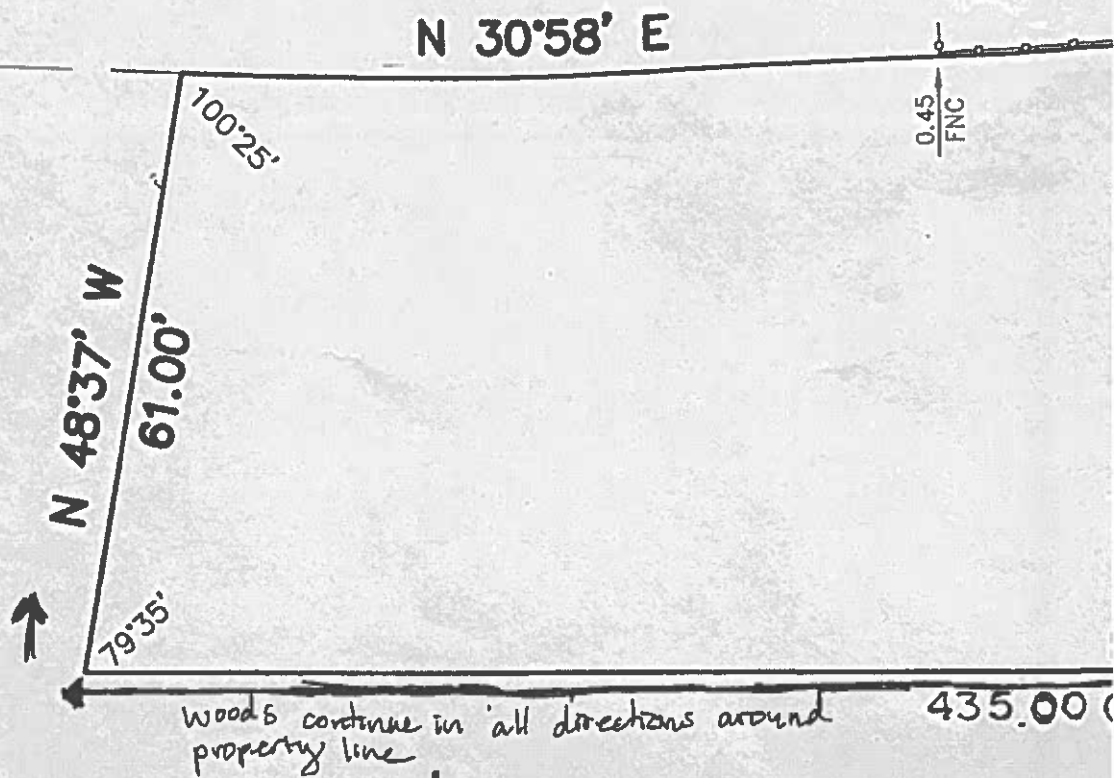 N 30°58' E
100°25'
0.45
FNC
N 48°37' W
61.00'
79°35'
woods continue in all directions around
property line
435.00 (